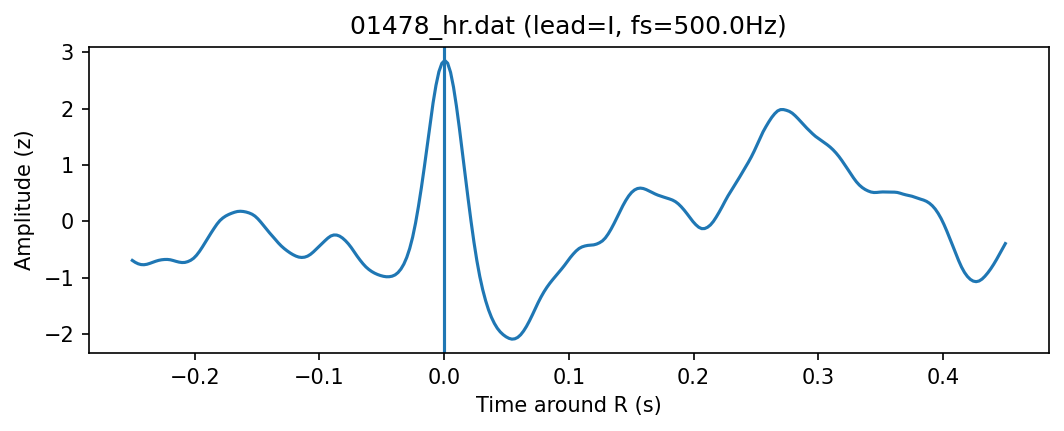 01478_hr.dat (lead=I, fs=500.0Hz)
3
2
1
0
−1
−2
Amplitude (z)
−0.2 −0.1 0.0 0.1 0.2 0.3 0.4
Time around R (s)